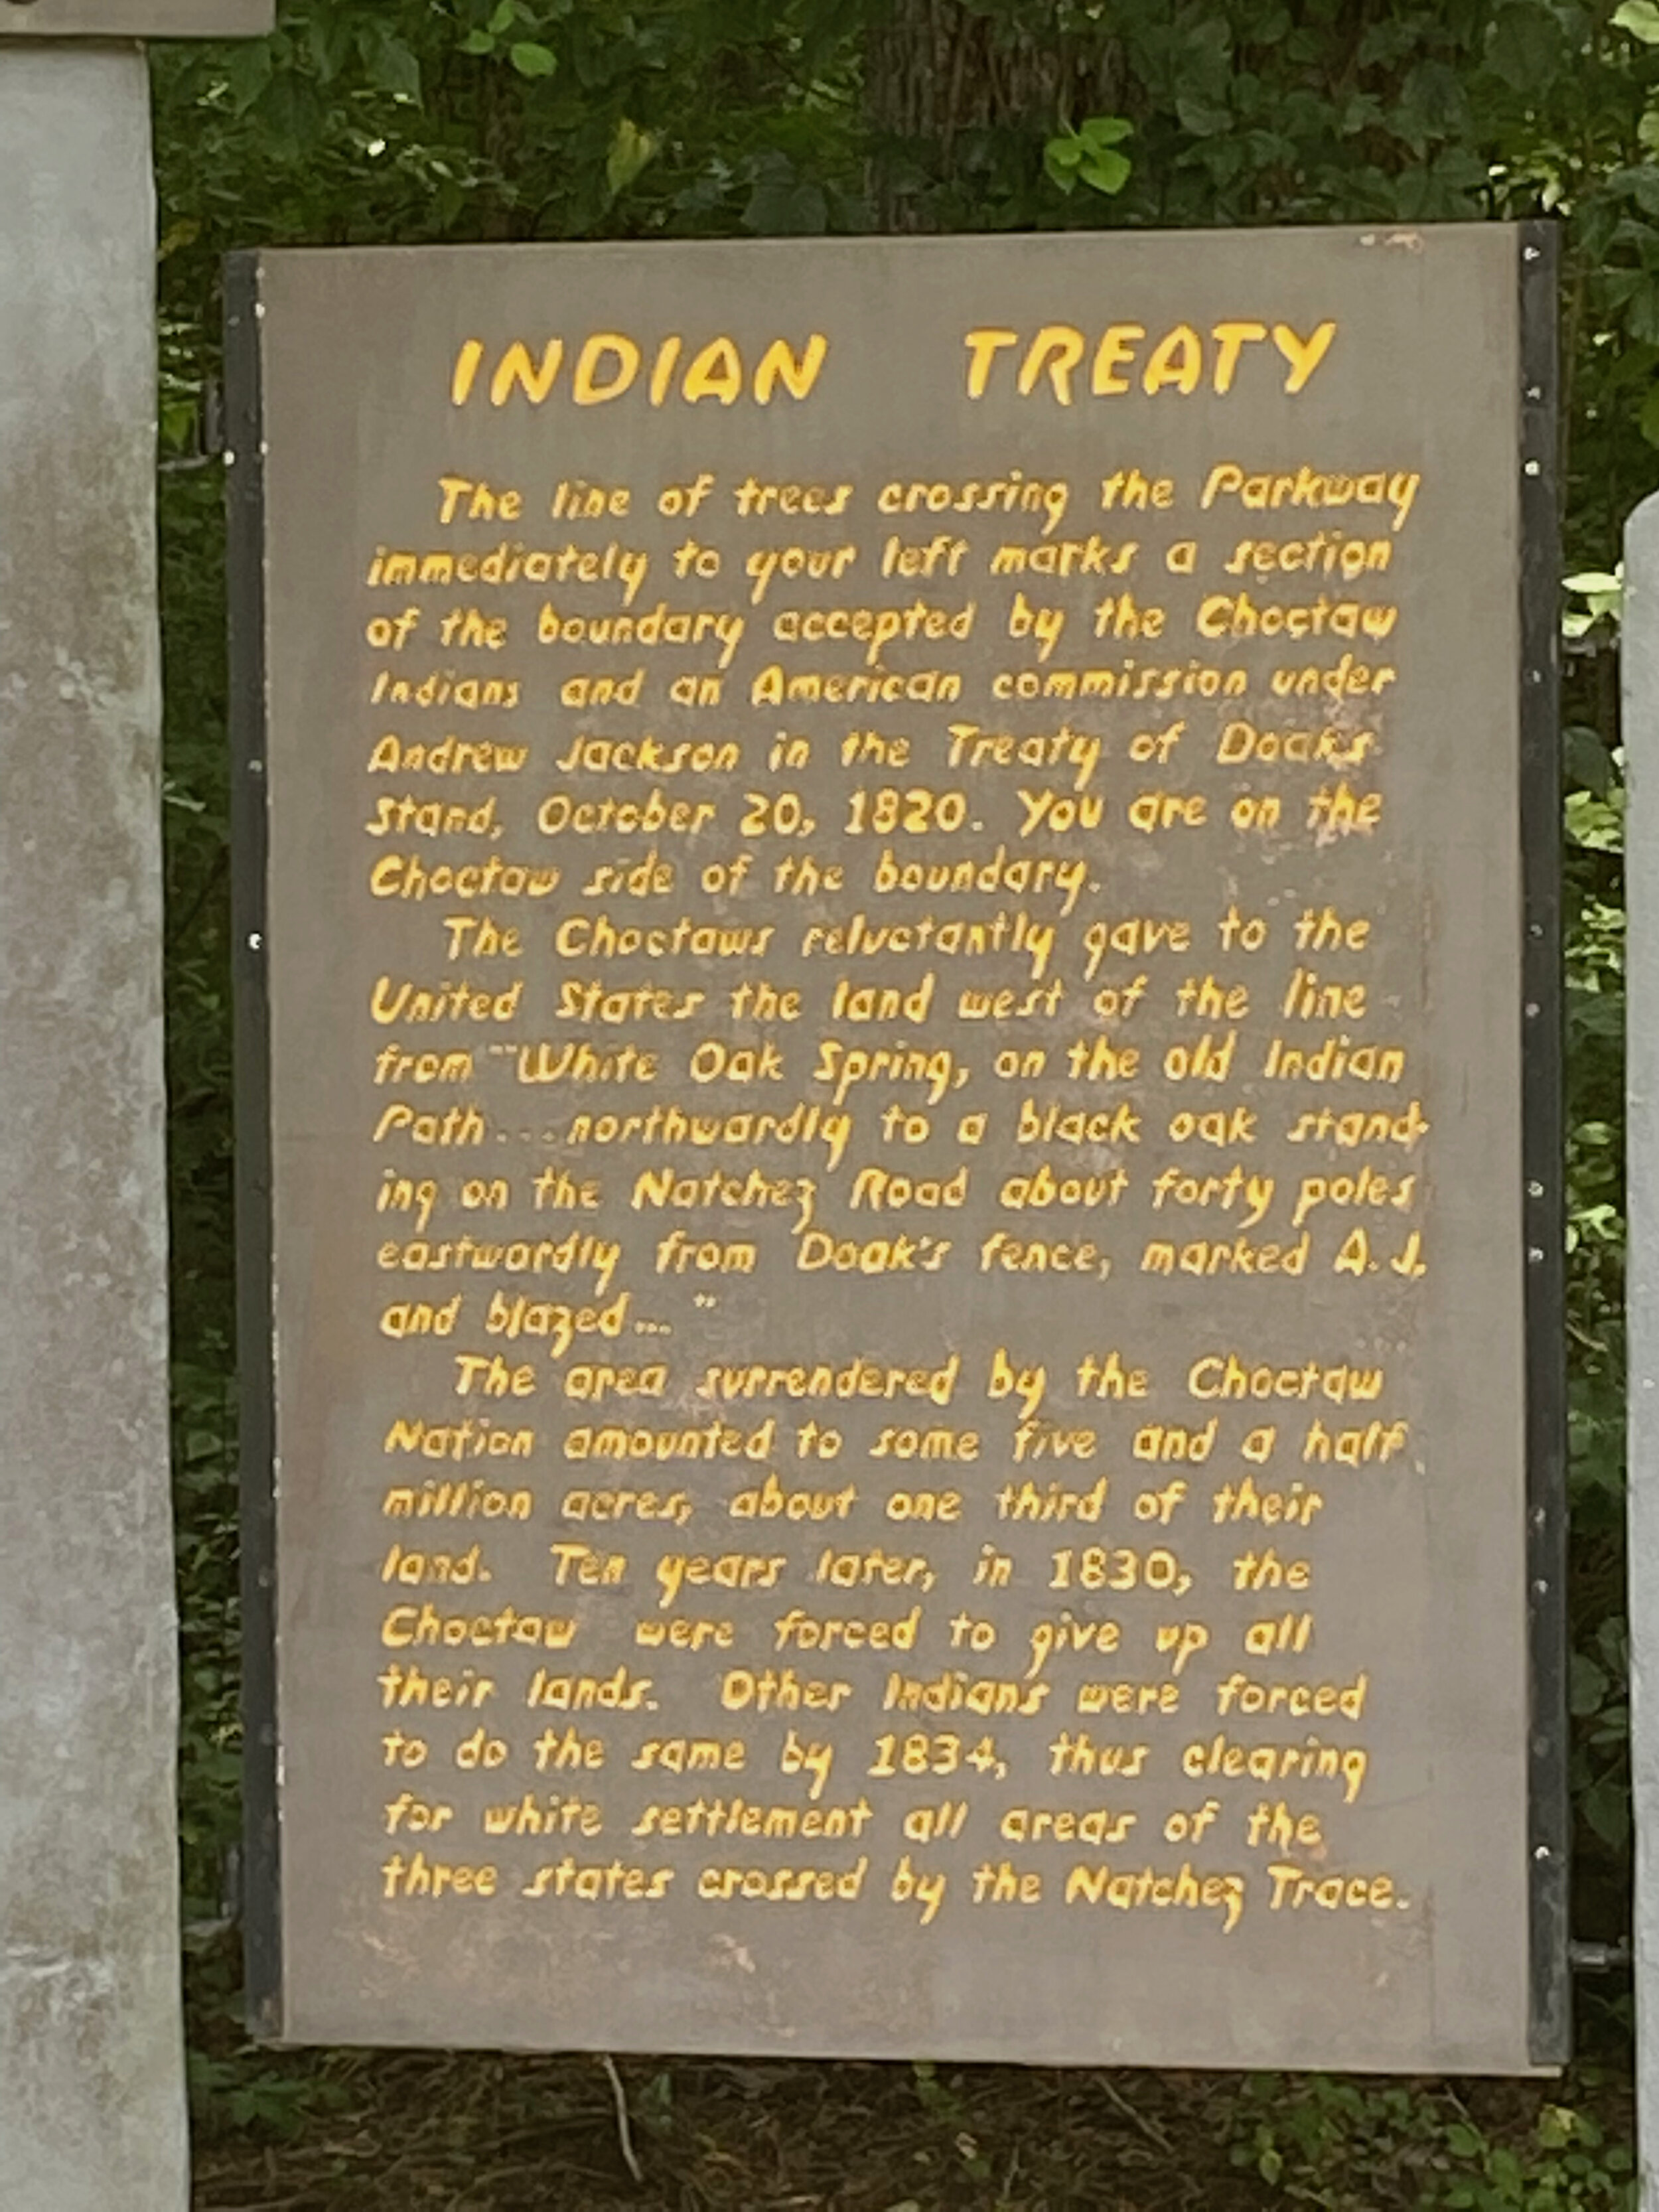 INDIAN TREATY
The line of trees crossing the Parkway
immediately to your left marks a section
of the boundary accepted by the Choctaw
Indians and an American commission under
Andrew Jackson in the Treaty of Doaks
Stand, October 20, 1820. You are on the
Choctaw side of the boundary.
The Choctaws reluctantly gave to the
United States the land west of the line
from "White Oak Spring, on the old Indian
Path...northwardly to a black oak stand-
ing on the Natchez Road about forty poles
eastwardly from Doak's fence, marked A.J.
and blazed..."
The area surrendered by the Choctaw
Nation amounted to some five and a half
million acres, about one third of their
land. Ten years later, in 1830, the
Choctaw were forced to give up all
their lands. Other Indians were forced
to do the same by 1834, thus clearing
for white settlement all areas of the
three states crossed by the Natchez Trace.